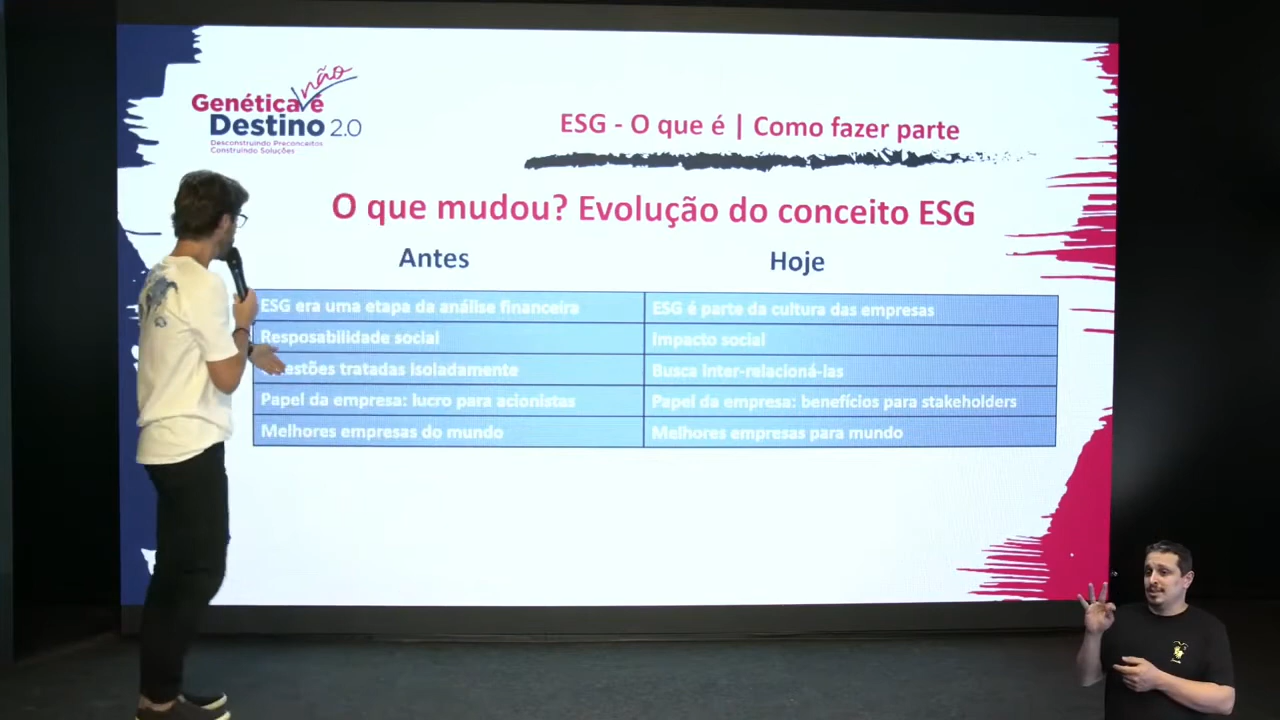 não
Genética é
Destino 2.0
Desconstruindo Preconceitos
Construindo Soluções
ESG - O que é | Como fazer parte
O que mudou? Evolução do conceito ESG
Antes Hoje
ESG era uma etapa da análise financeira ESG é parte da cultura das empresas
Resposabilidade social Impacto social
estões tratadas isoladamente Busca inter-relacioná-las
Papel da empresa: lucro para acionistas Papel da empresa: benefícios para stakeholders
Melhores empresas do mundo Melhores empresas para mundo